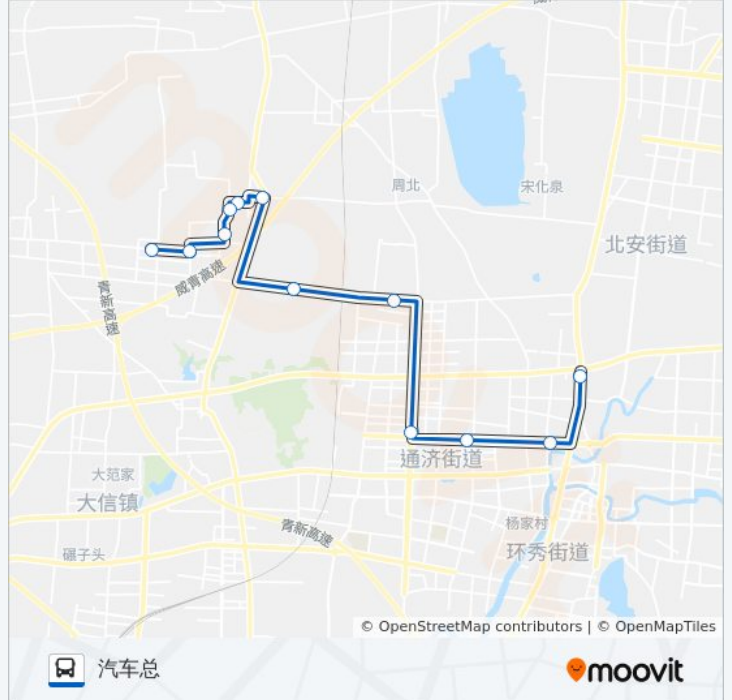 周北
宋化泉
北安街道
威青高速
青新高速
通济街道
大范家
大信镇
杨家村
青新高速
环秀街道
碾子头
© OpenStreetMap contributors | © OpenMapTiles
汽车总
moovit